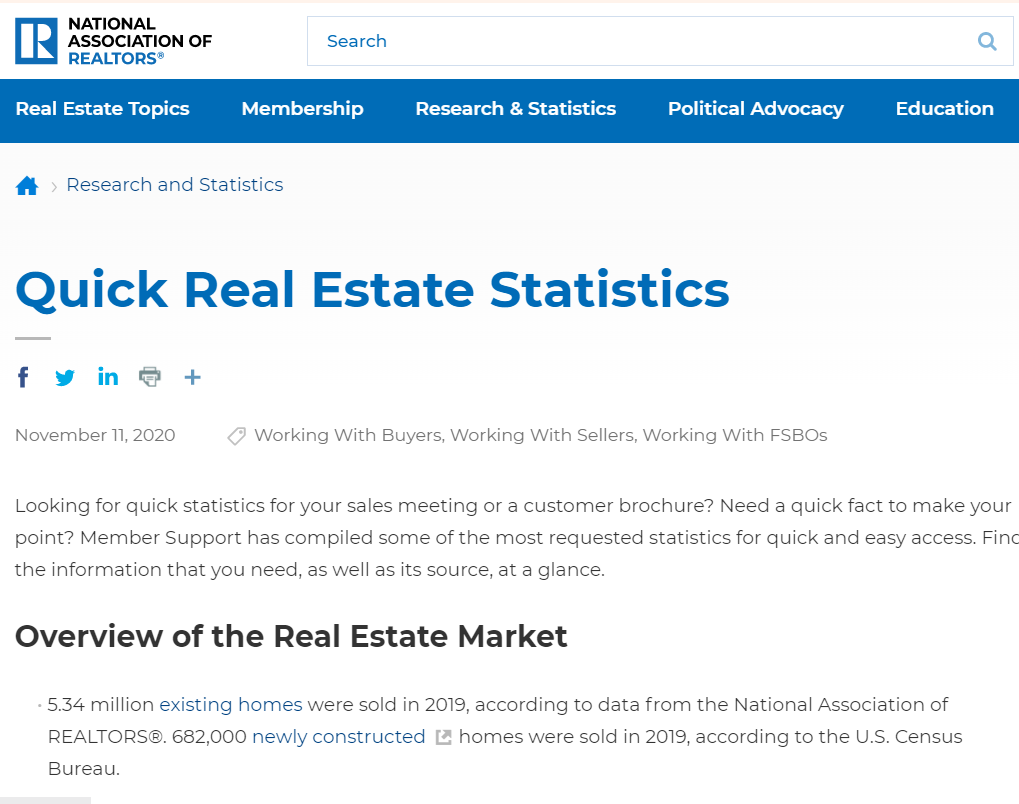 NATIONAL
ASSOCIATION OF
REALTORS®
Search
Real Estate Topics Membership Research & Statistics Political Advocacy Education
Research and Statistics
Quick Real Estate Statistics
November 11, 2020 Working With Buyers, Working With Sellers, Working With FSBOs
Looking for quick statistics for your sales meeting or a customer brochure? Need a quick fact to make your
point? Member Support has compiled some of the most requested statistics for quick and easy access. Find
the information that you need, as well as its source, at a glance.
Overview of the Real Estate Market
• 5.34 million existing homes were sold in 2019, according to data from the National Association of
REALTORS®. 682,000 newly constructed homes were sold in 2019, according to the U.S. Census
Bureau.